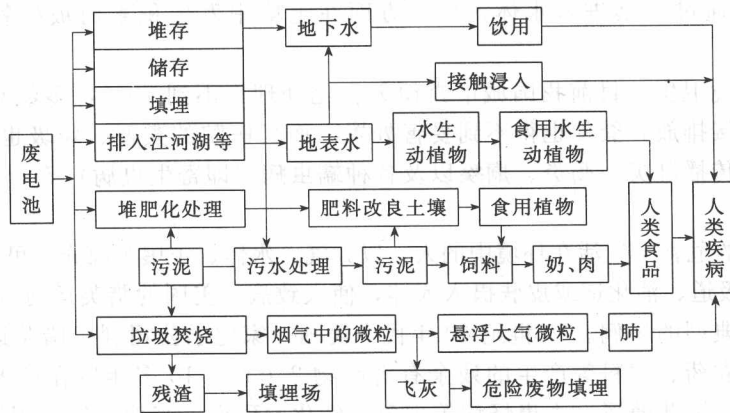 堆存
地下水
饮用
储存
填埋
接触浸入
排入江河湖等
地表水
水生
动植物
食用水生
动植物
废电池
堆肥化处理
肥料改良土壤
食用植物
人类食品
人类疾病
污泥
污水处理
污泥
饲料
奶、肉
垃圾焚烧
烟气中的微粒
悬浮大气微粒
肺
残渣
填埋场
飞灰
危险废物填埋